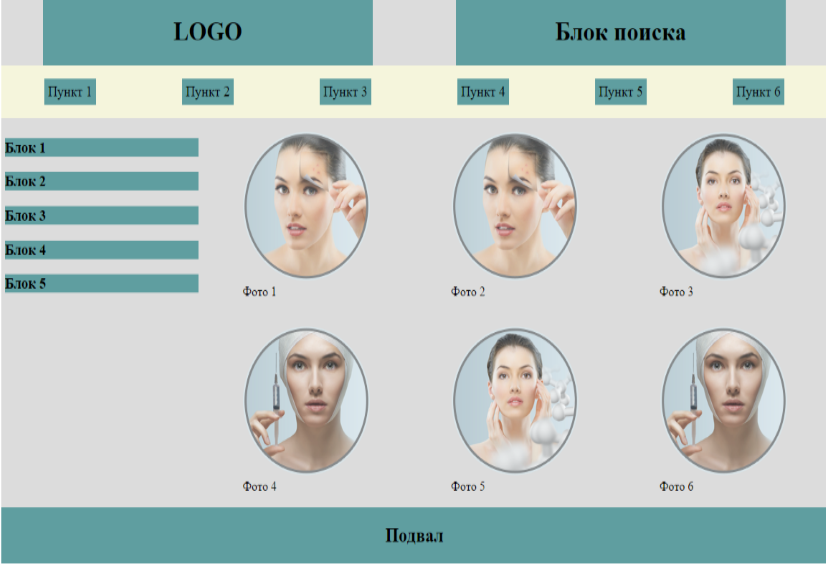 LOGO
Блок поиска
Пункт 1
Пункт 2
Пункт 3
Пункт 4
Пункт 5
Пункт 6
Блок 1
Блок 2
Блок 3
Блок 4
Блок 5
Фото 1
Фото 2
Фото 3
Фото 4
Фото 5
Фото 6
Подвал